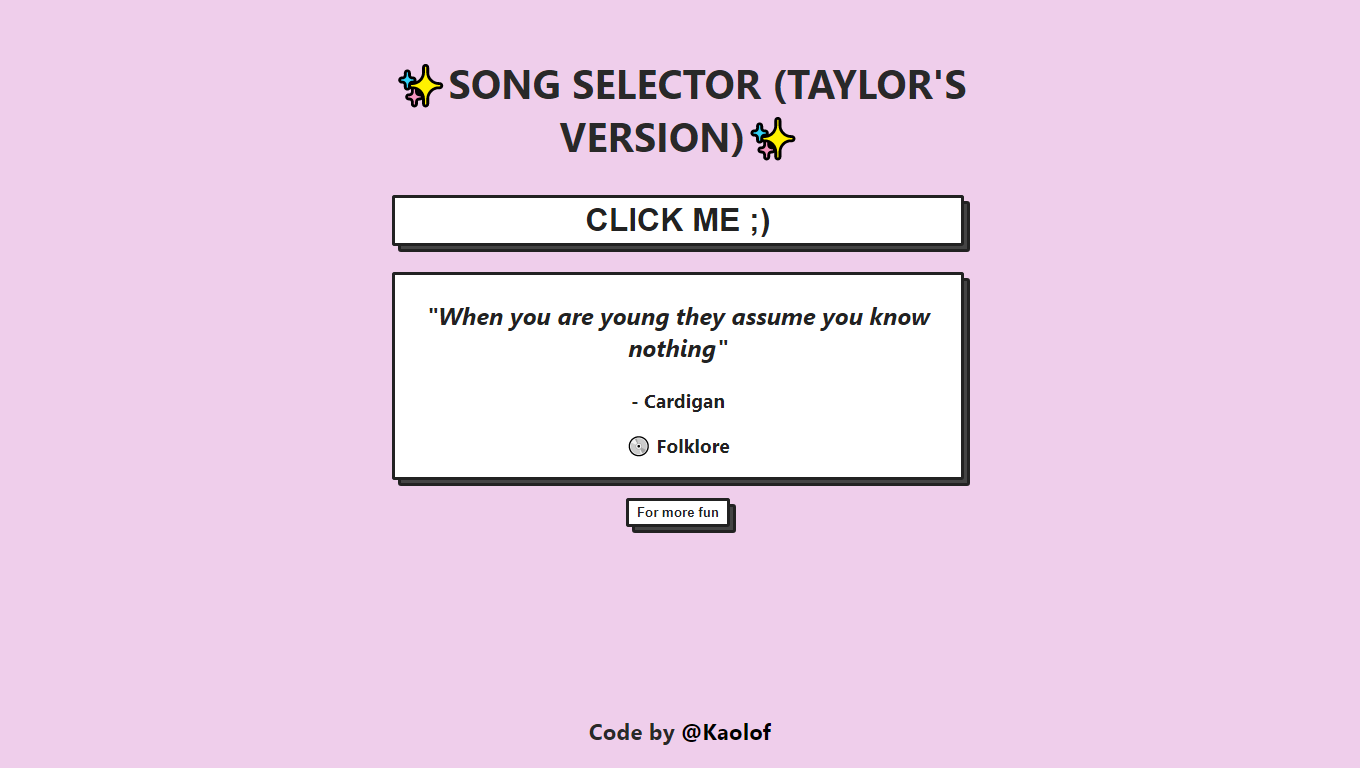 ✨SONG SELECTOR (TAYLOR'S
VERSION)✨
CLICK ME ;)
"When you are young they assume you know
nothing"
- Cardigan
💿 Folklore
For more fun
Code by @Kaolof